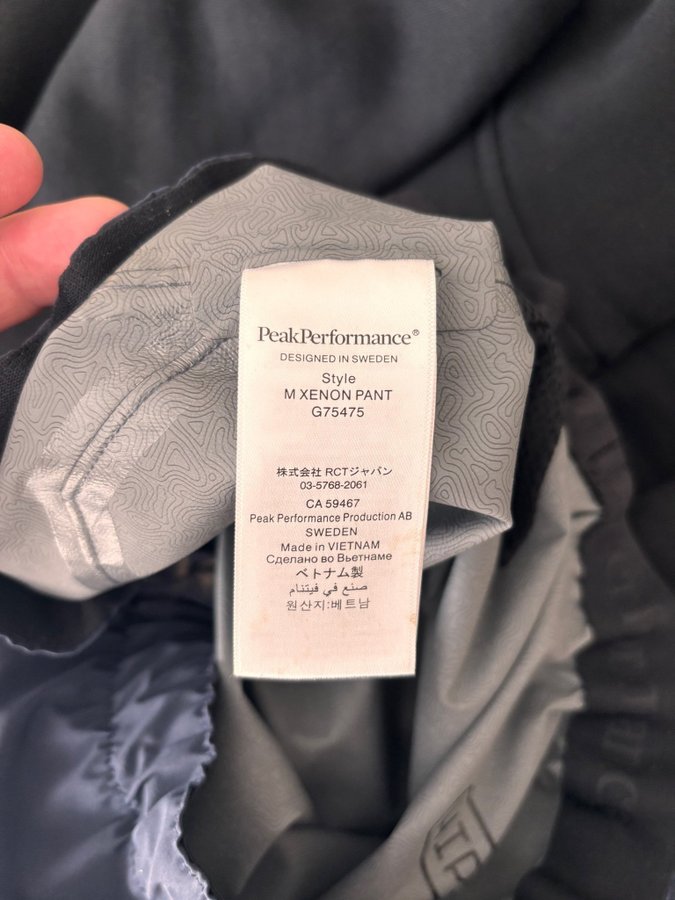 PeakPerformance®
DESIGNED IN SWEDEN
Style
M XENON PANT
G75475
株式会社 RCTジャパン
03-5768-2061
CA 59467
Peak Performance Production AB
SWEDEN
Made in VIETNAM
Сделано во Вьетнаме
ベトナム製
صنع في فيتنام
원산지:베트남